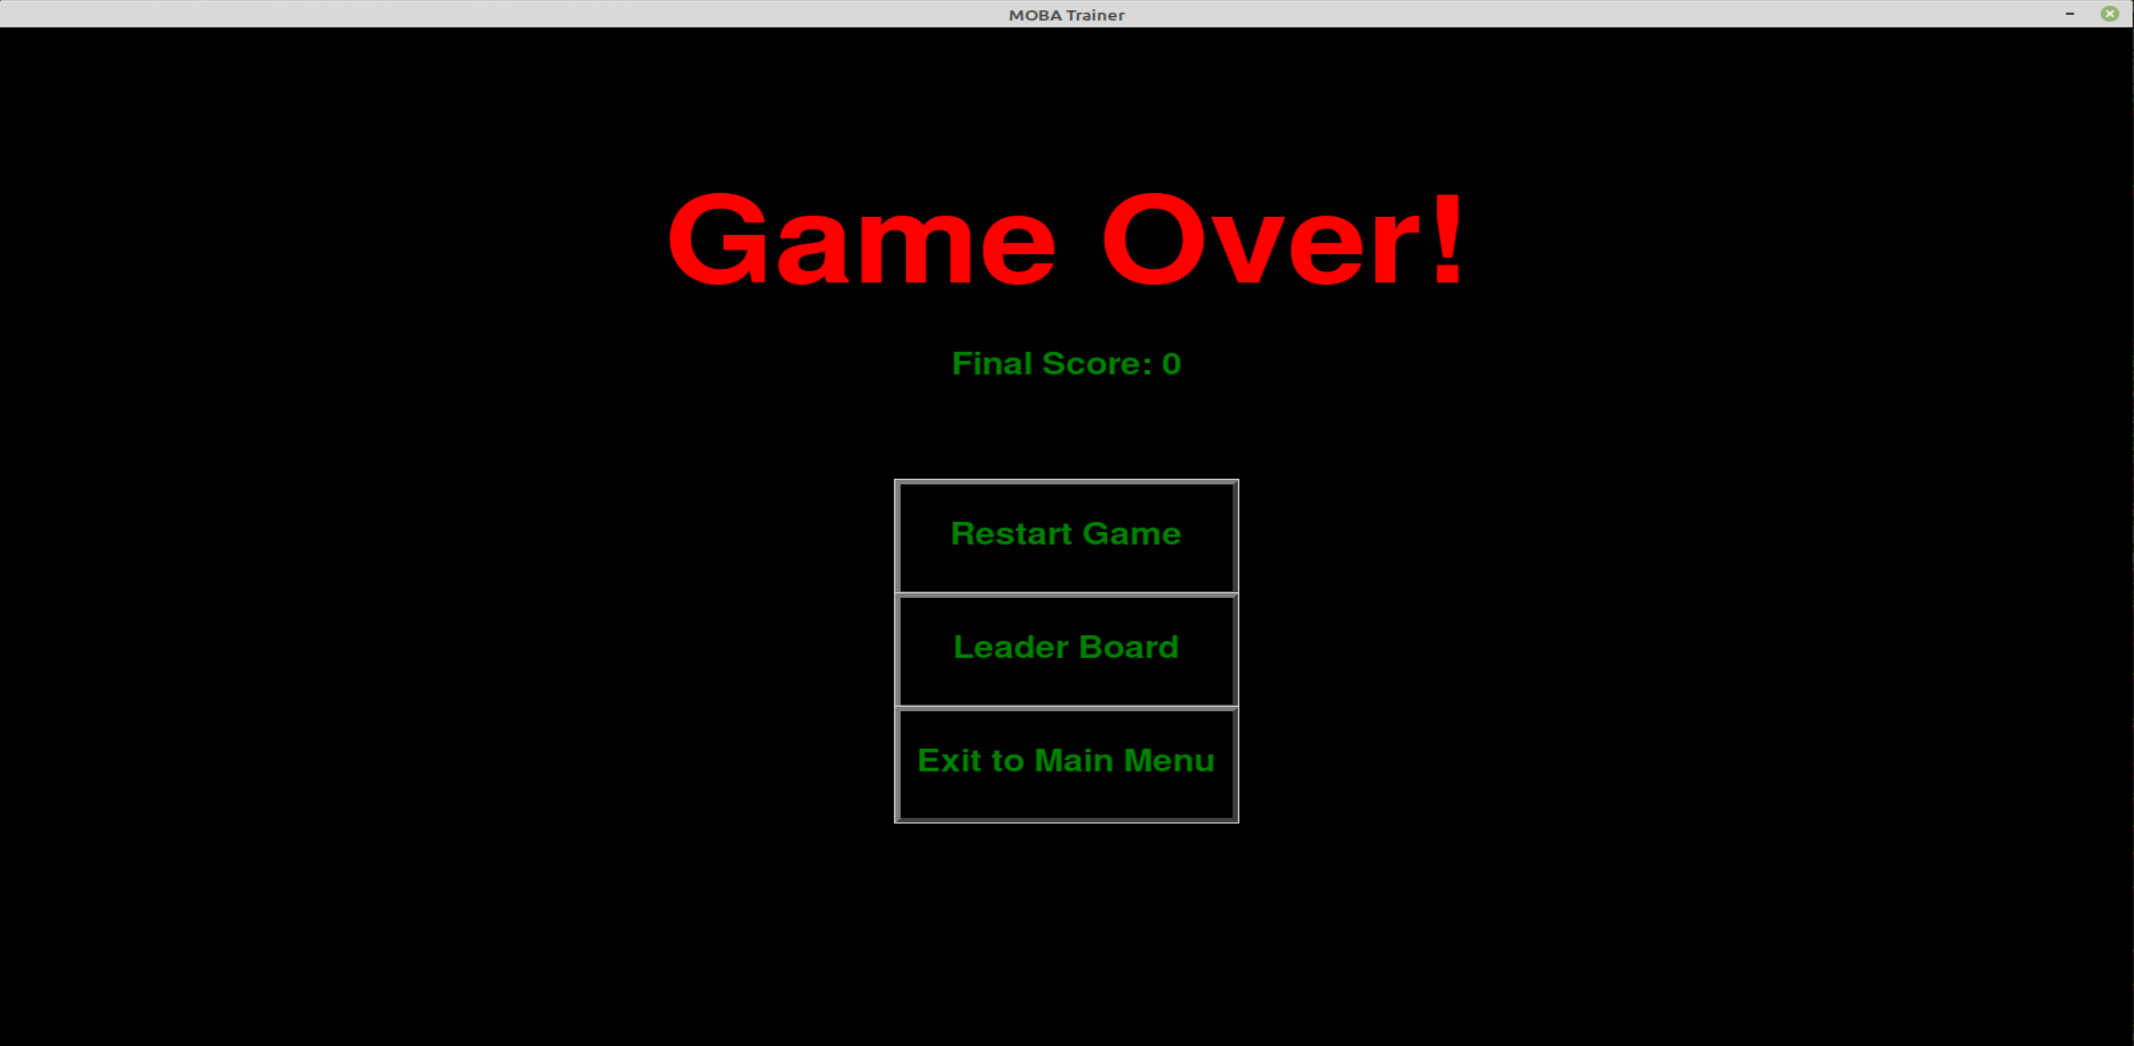 MOBA Trainer
Game Over!
Final Score: 0
Restart Game
Leader Board
Exit to Main Menu